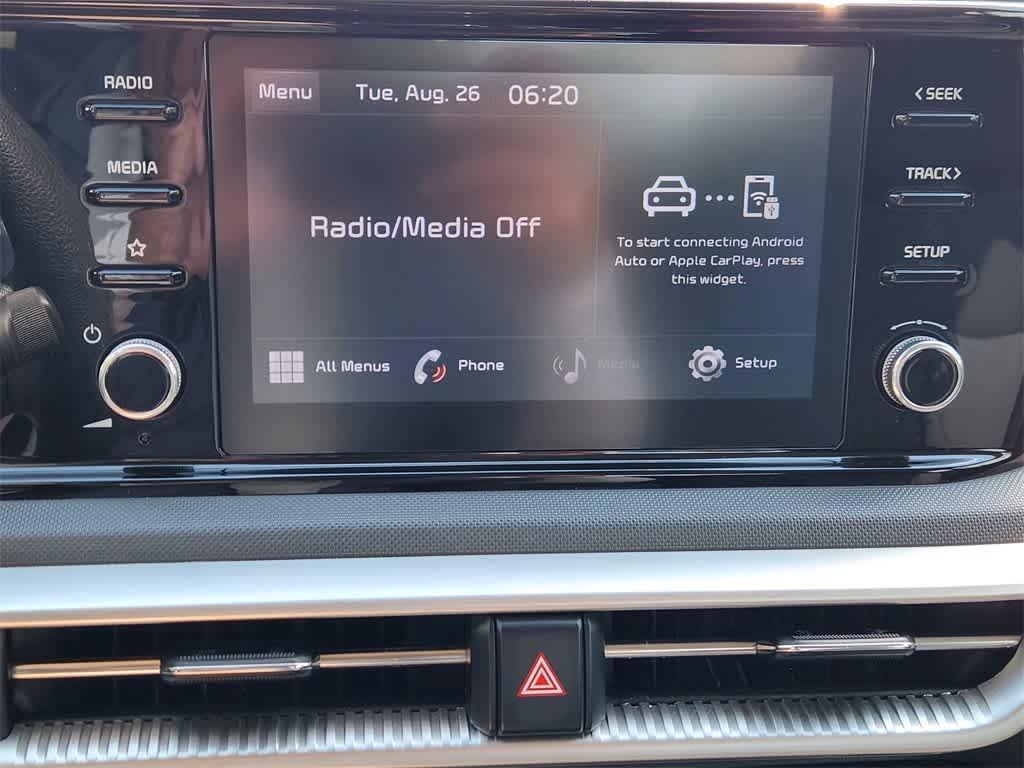 RADIO
MEDIA
Menu
Tue, Aug. 26
06:20
Radio/Media Off
To start connecting Android
Auto or Apple CarPlay, press
this widget.
All Menus
Phone
Media
Setup
< SEEK
TRACK >
SETUP